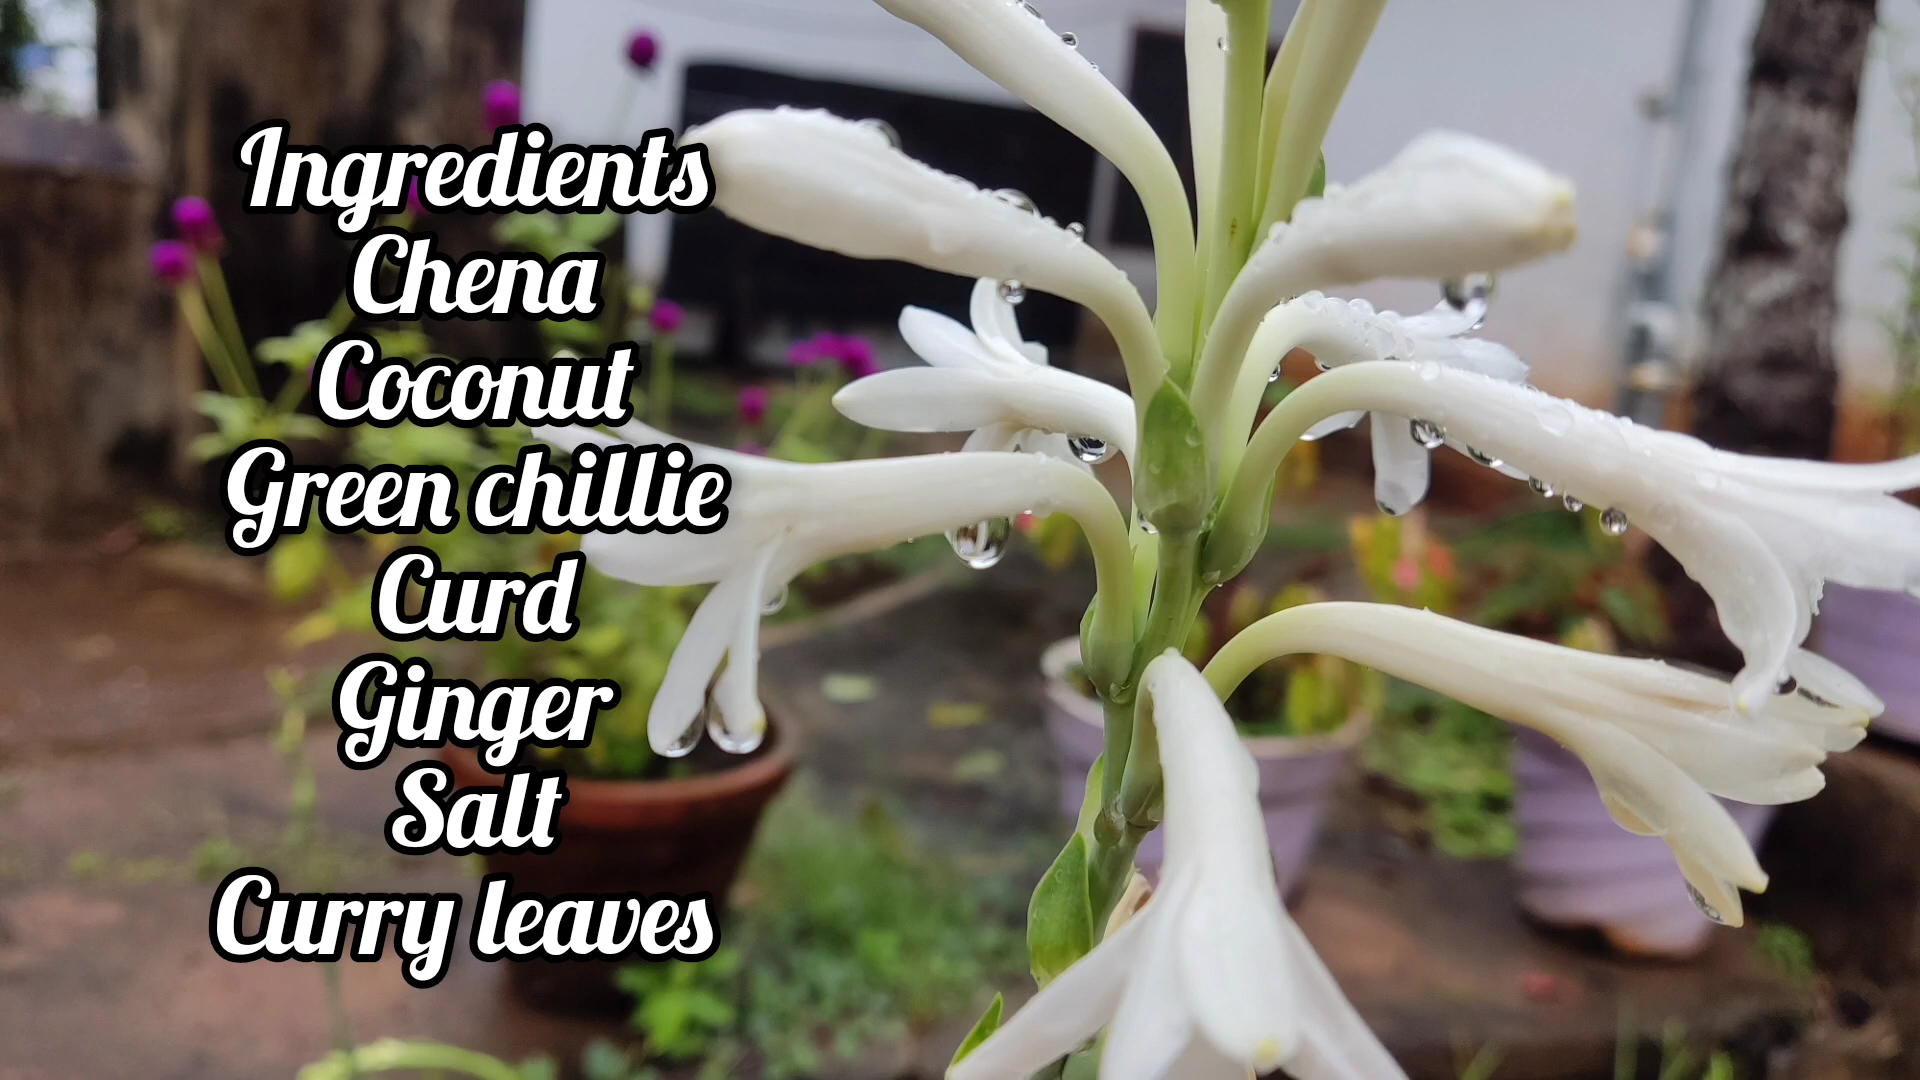 Ingredients
Chena
Coconut
Green chillie
Curd
Ginger
Salt
Curry leaves